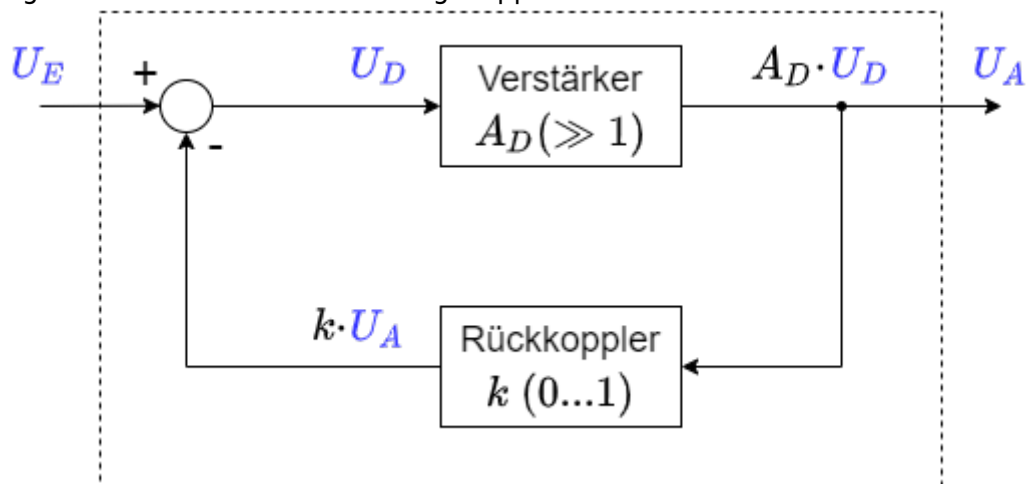 U_E
+
-
U_D
Verstärker
A_D(≫ 1)
A_D·U_D
U_A
k·U_A
Rückkoppler
k (0...1)